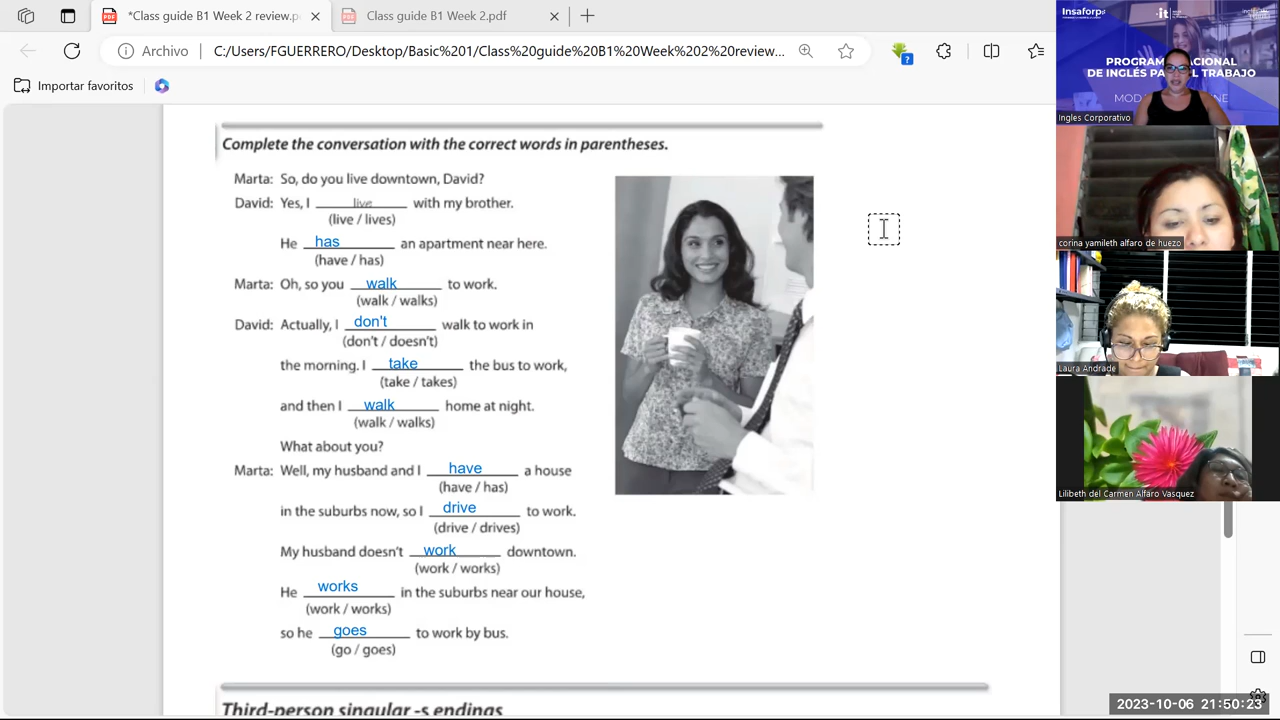 *Class guide B1 Week 2 review.p
Class guide B1 Week 2.pdf
Archivo
C:/Users/FGUERRERO/Desktop/Basic%201/Class%20guide%20B1%20Week%202%20review...
Importar favoritos
Complete the conversation with the correct words in parentheses.
Marta: So, do you live downtown, David?
David: Yes, I live with my brother.
(live / lives)
He has an apartment near here.
(have / has)
Marta: Oh, so you walk to work.
(walk / walks)
David: Actually, I don't walk to work in
(don't / doesn't)
the morning. I take the bus to work,
(take / takes)
and then I walk home at night.
(walk / walks)
What about you?
Marta: Well, my husband and I have a house
(have / has)
in the suburbs now, so I drive to work.
(drive / drives)
My husband doesn't work downtown.
(work / works)
He works in the suburbs near our house,
(work / works)
so he goes to work by bus.
(go / goes)
Third-person singular -s endings
Insaforp
it
PROGRAMA NACIONAL
DE INGLÉS PARA EL TRABAJO
Ingles Corporativo
corina yamileth alfaro de huezo
Laura Andrade
Lilibeth del Carmen Alfaro Vasquez
2023-10-06 21:50:23